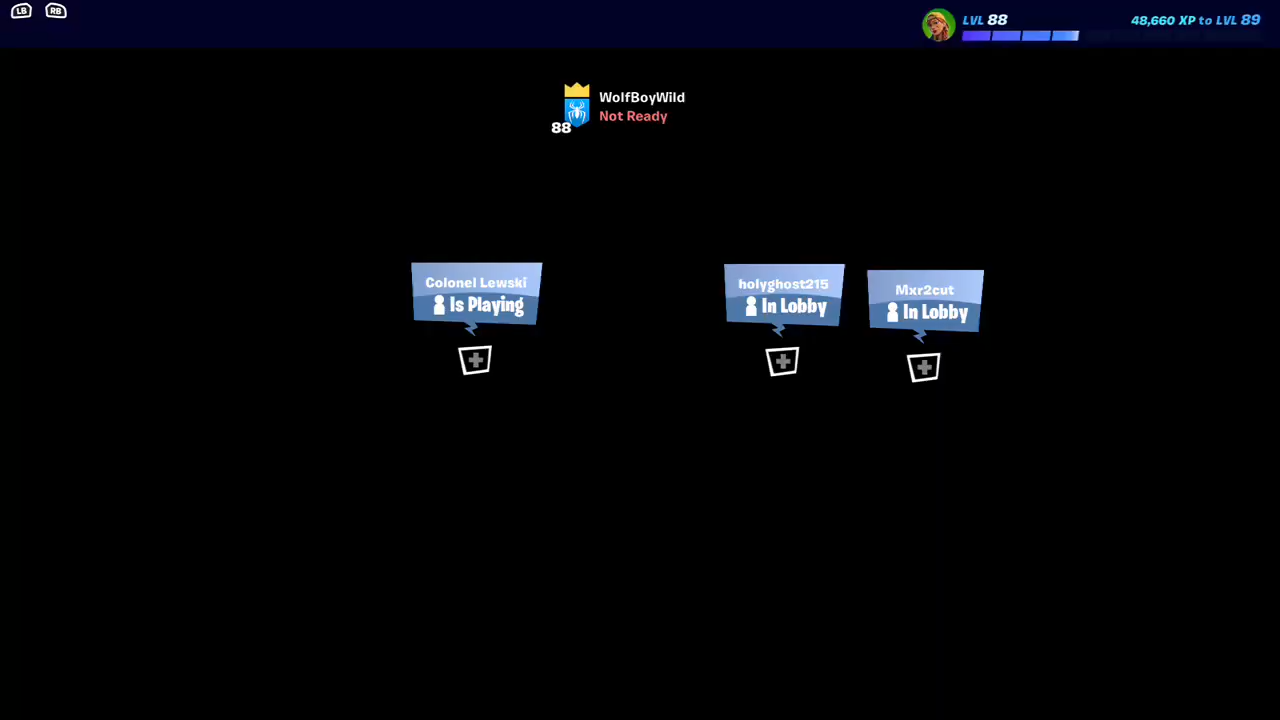 LB RB
LVL 88
48,660 XP to LVL 89
WolfBoyWild
Not Ready
88
Colonel Lewski
Is Playing
holyghost215
In Lobby
Mxr2cut
In Lobby